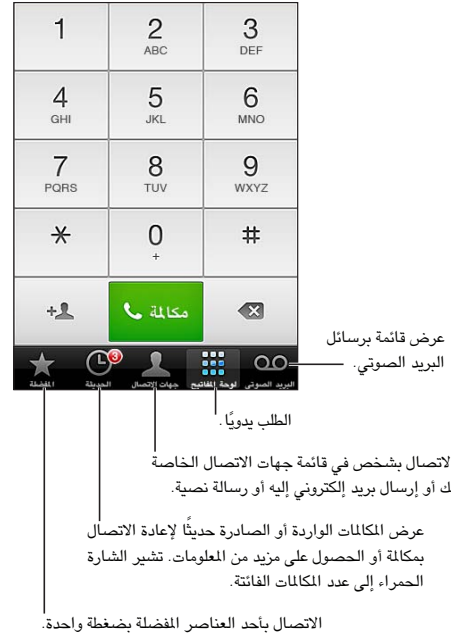 1
2
3
ABC
DEF
4
5
6
GHI
JKL
MNO
7
8
9
PQRS
TUV
WXYZ
0
+
#
مكالمة
3
المفضلة
الحديثة
جهات الاتصال
لوحة المفاتيح
البريد الصوتي
عرض قائمة برسائل
البريد الصوتي.
الطلب يدويًا.
لاتصال بشخص في قائمة جهات الاتصال الخاصة
ك أو إرسال بريد إلكتروني إليه أو رسالة نصية.
عرض المكالمات الواردة أو الصادرة حديثًا لإعادة الاتصال
بمكالمة أو الحصول على مزيد من المعلومات. تشير الشارة
الحمراء إلى عدد المكالمات الفائتة.
الاتصال بأحد العناصر المفضلة بضغطة واحدة.